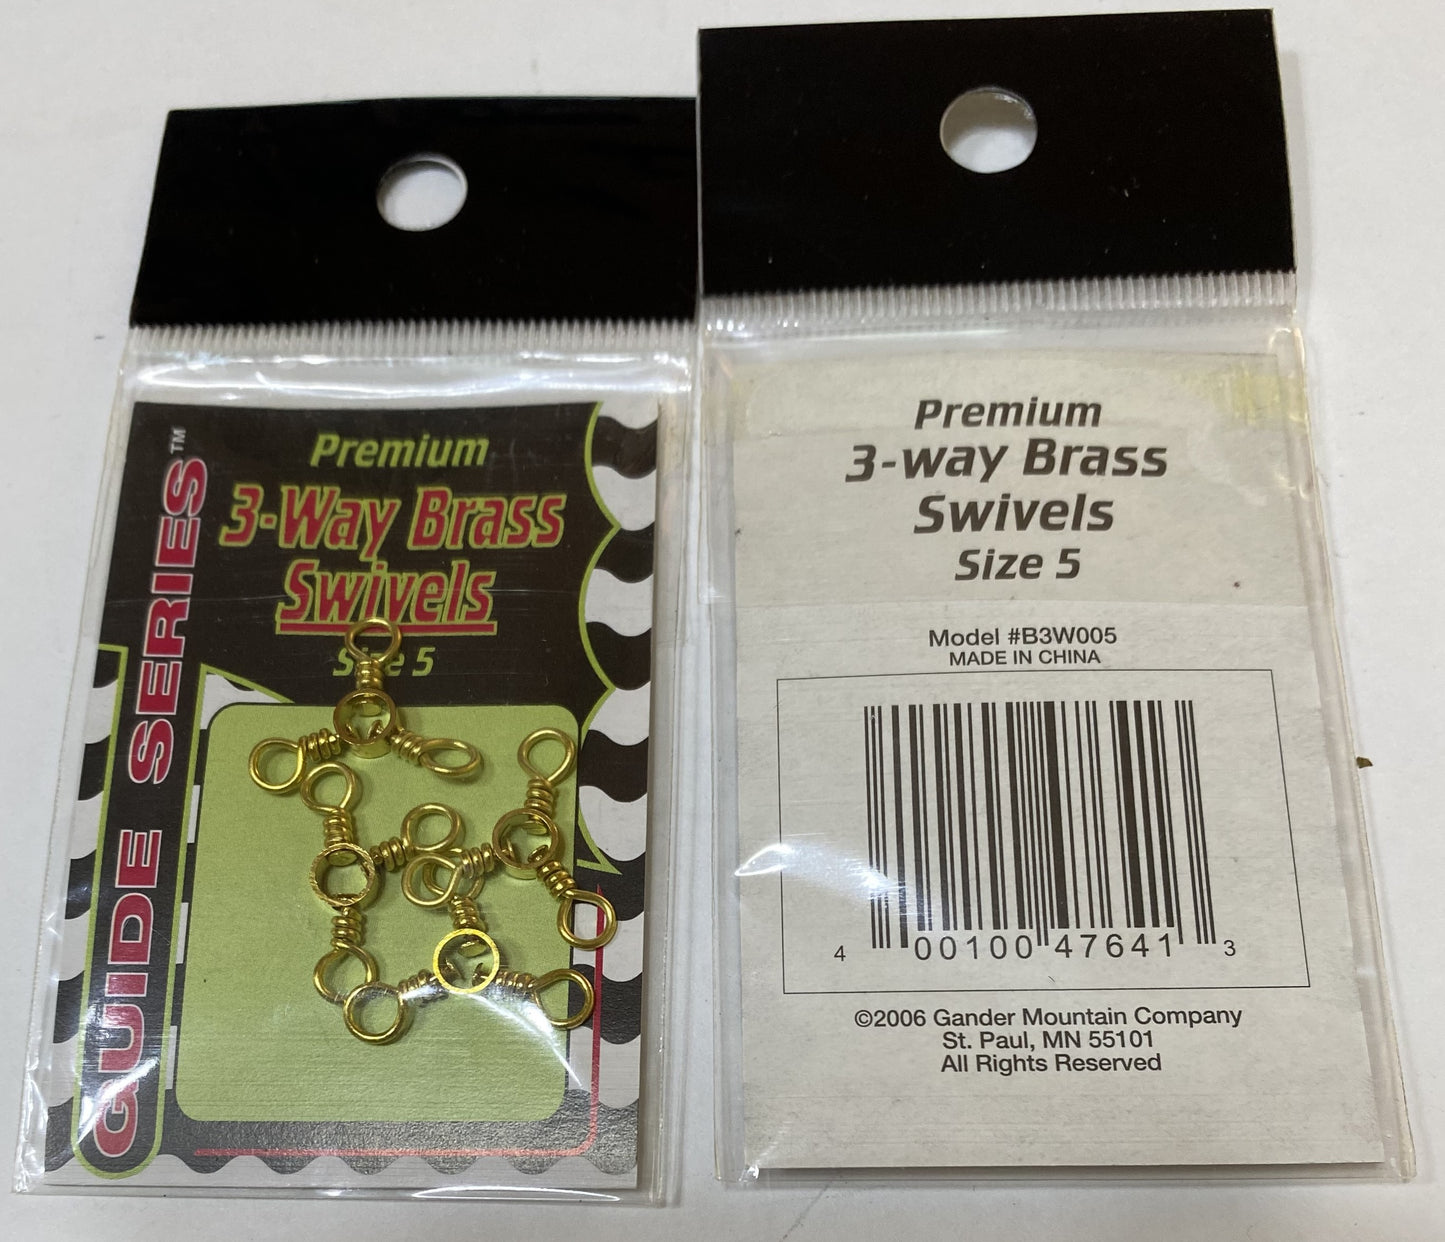 GUIDE SERIES™
Premium
3-Way Brass
Swivels
Size 5
Premium
3-way Brass
Swivels
Size 5
Model #B3W005
MADE IN CHINA
4 00100 47641 3
©2006 Gander Mountain Company
St. Paul, MN 55101
All Rights Reserved